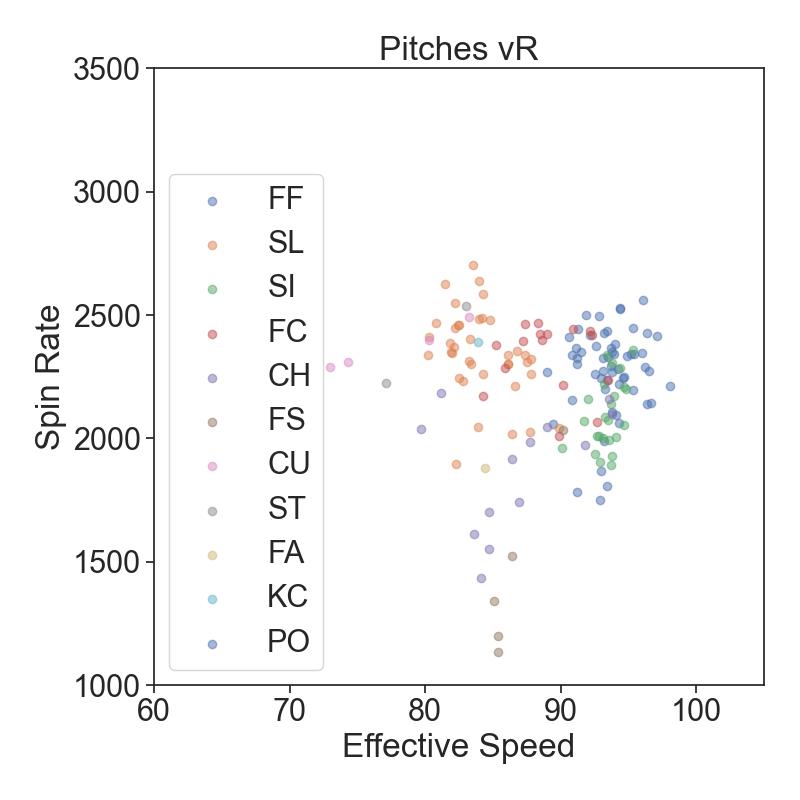 Pitches vR
3500
3000
2500
2000
1500
1000
Spin Rate
FF
SL
SI
FC
CH
FS
CU
ST
FA
KC
PO
60 70 80 90 100
Effective Speed